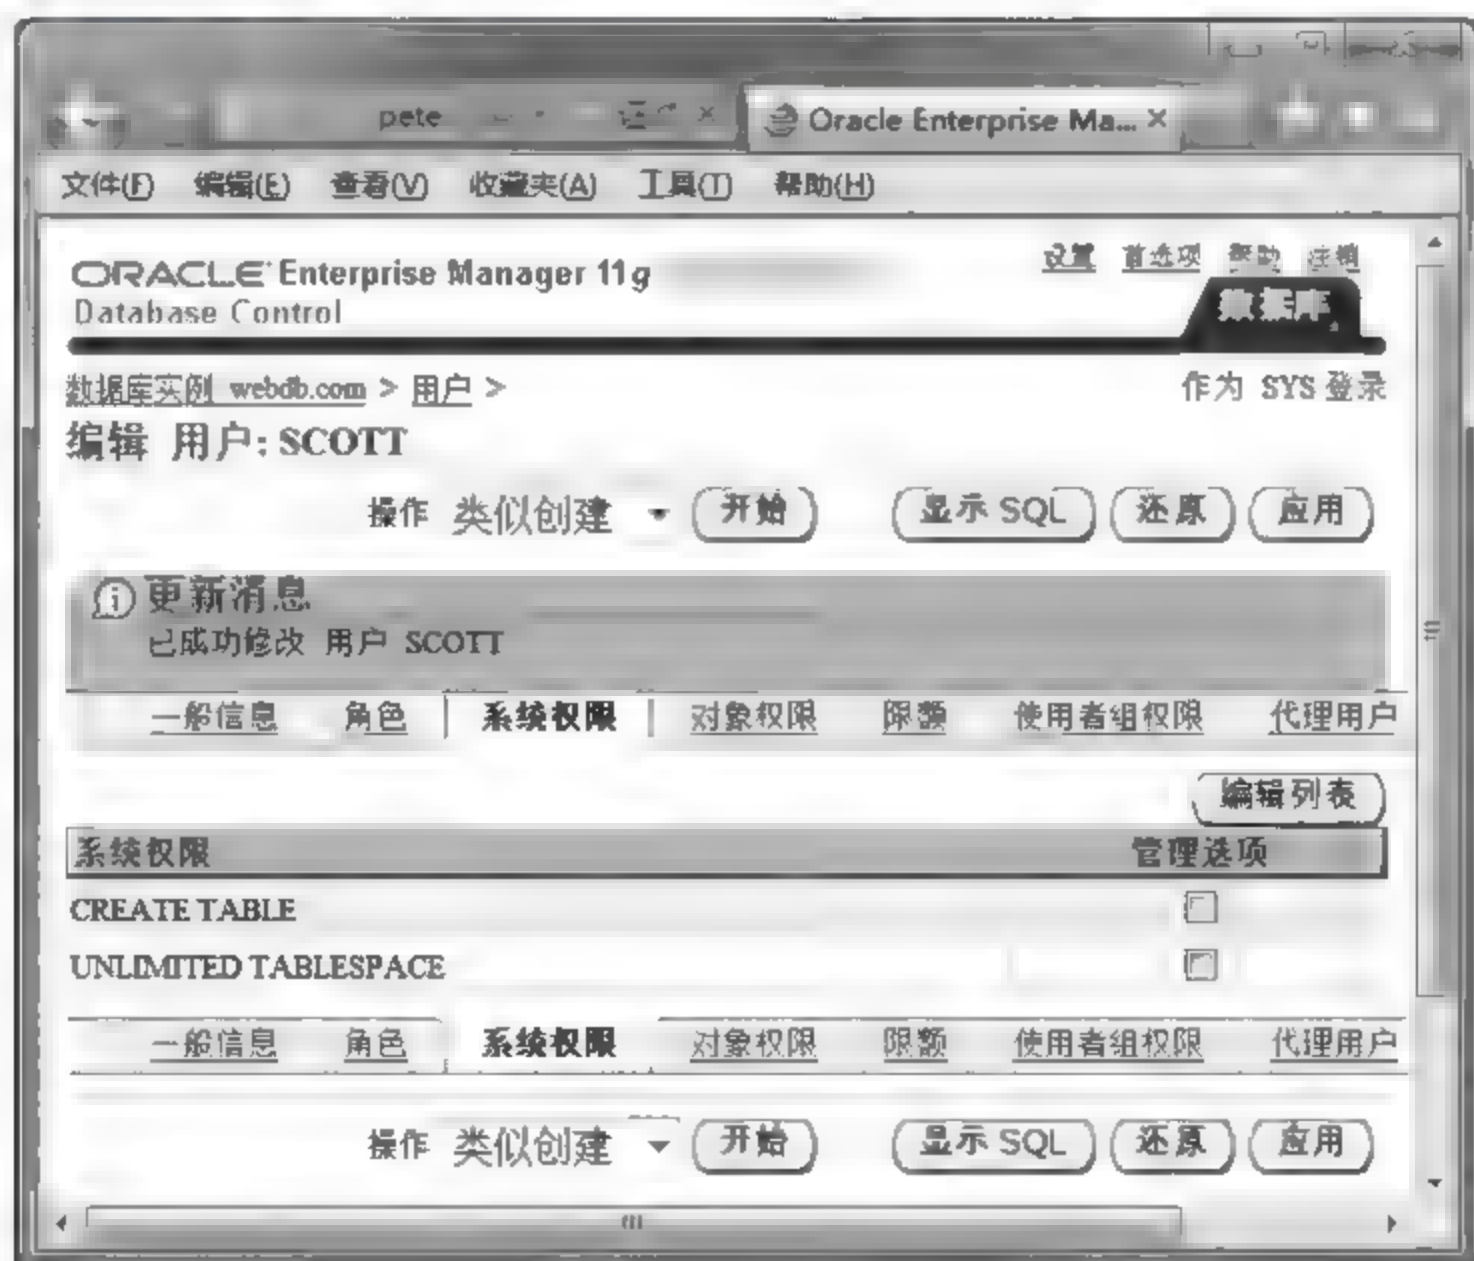 pete
Oracle Enterprise Ma...
文件(F) 编辑(E) 查看(V) 收藏夹(A) 工具(T) 帮助(H)
设置 首选项 帮助 注销
ORACLE Enterprise Manager 11g
Database Control
数据库
数据库实例 webdb.com > 用户 >
作为 SYS 登录
编辑 用户: SCOTT
操作 类似创建 开始 显示 SQL 还原 应用
更新消息
已成功修改 用户 SCOTT
一般信息 角色 系统权限 对象权限 限额 使用者组权限 代理用户
编辑列表
系统权限 管理选项
CREATE TABLE
UNLIMITED TABLESPACE
一般信息 角色 系统权限 对象权限 限额 使用者组权限 代理用户
操作 类似创建 开始 显示 SQL 还原 应用